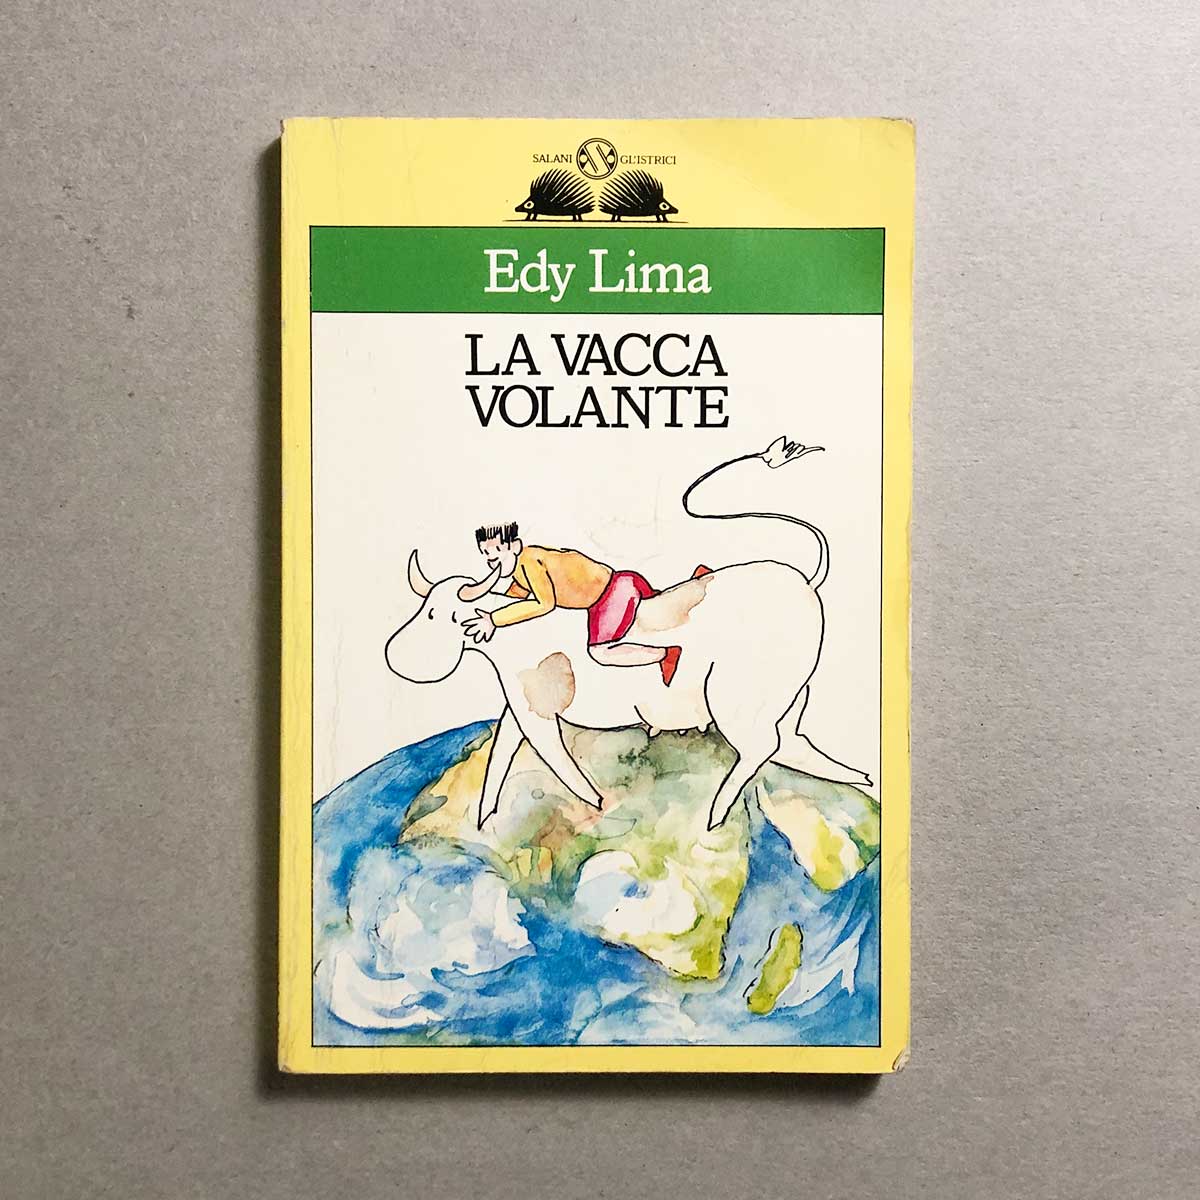 SALANI GL'ISTRICI
Edy Lima
LA VACCA
VOLANTE